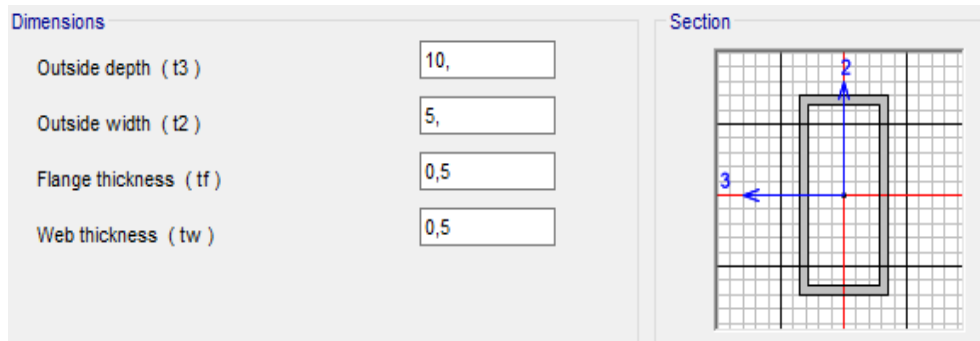 Dimensions
Outside depth ( t3 )
10,
Outside width ( t2 )
5,
Flange thickness ( tf )
0,5
Web thickness ( tw )
0,5
Section
2
3